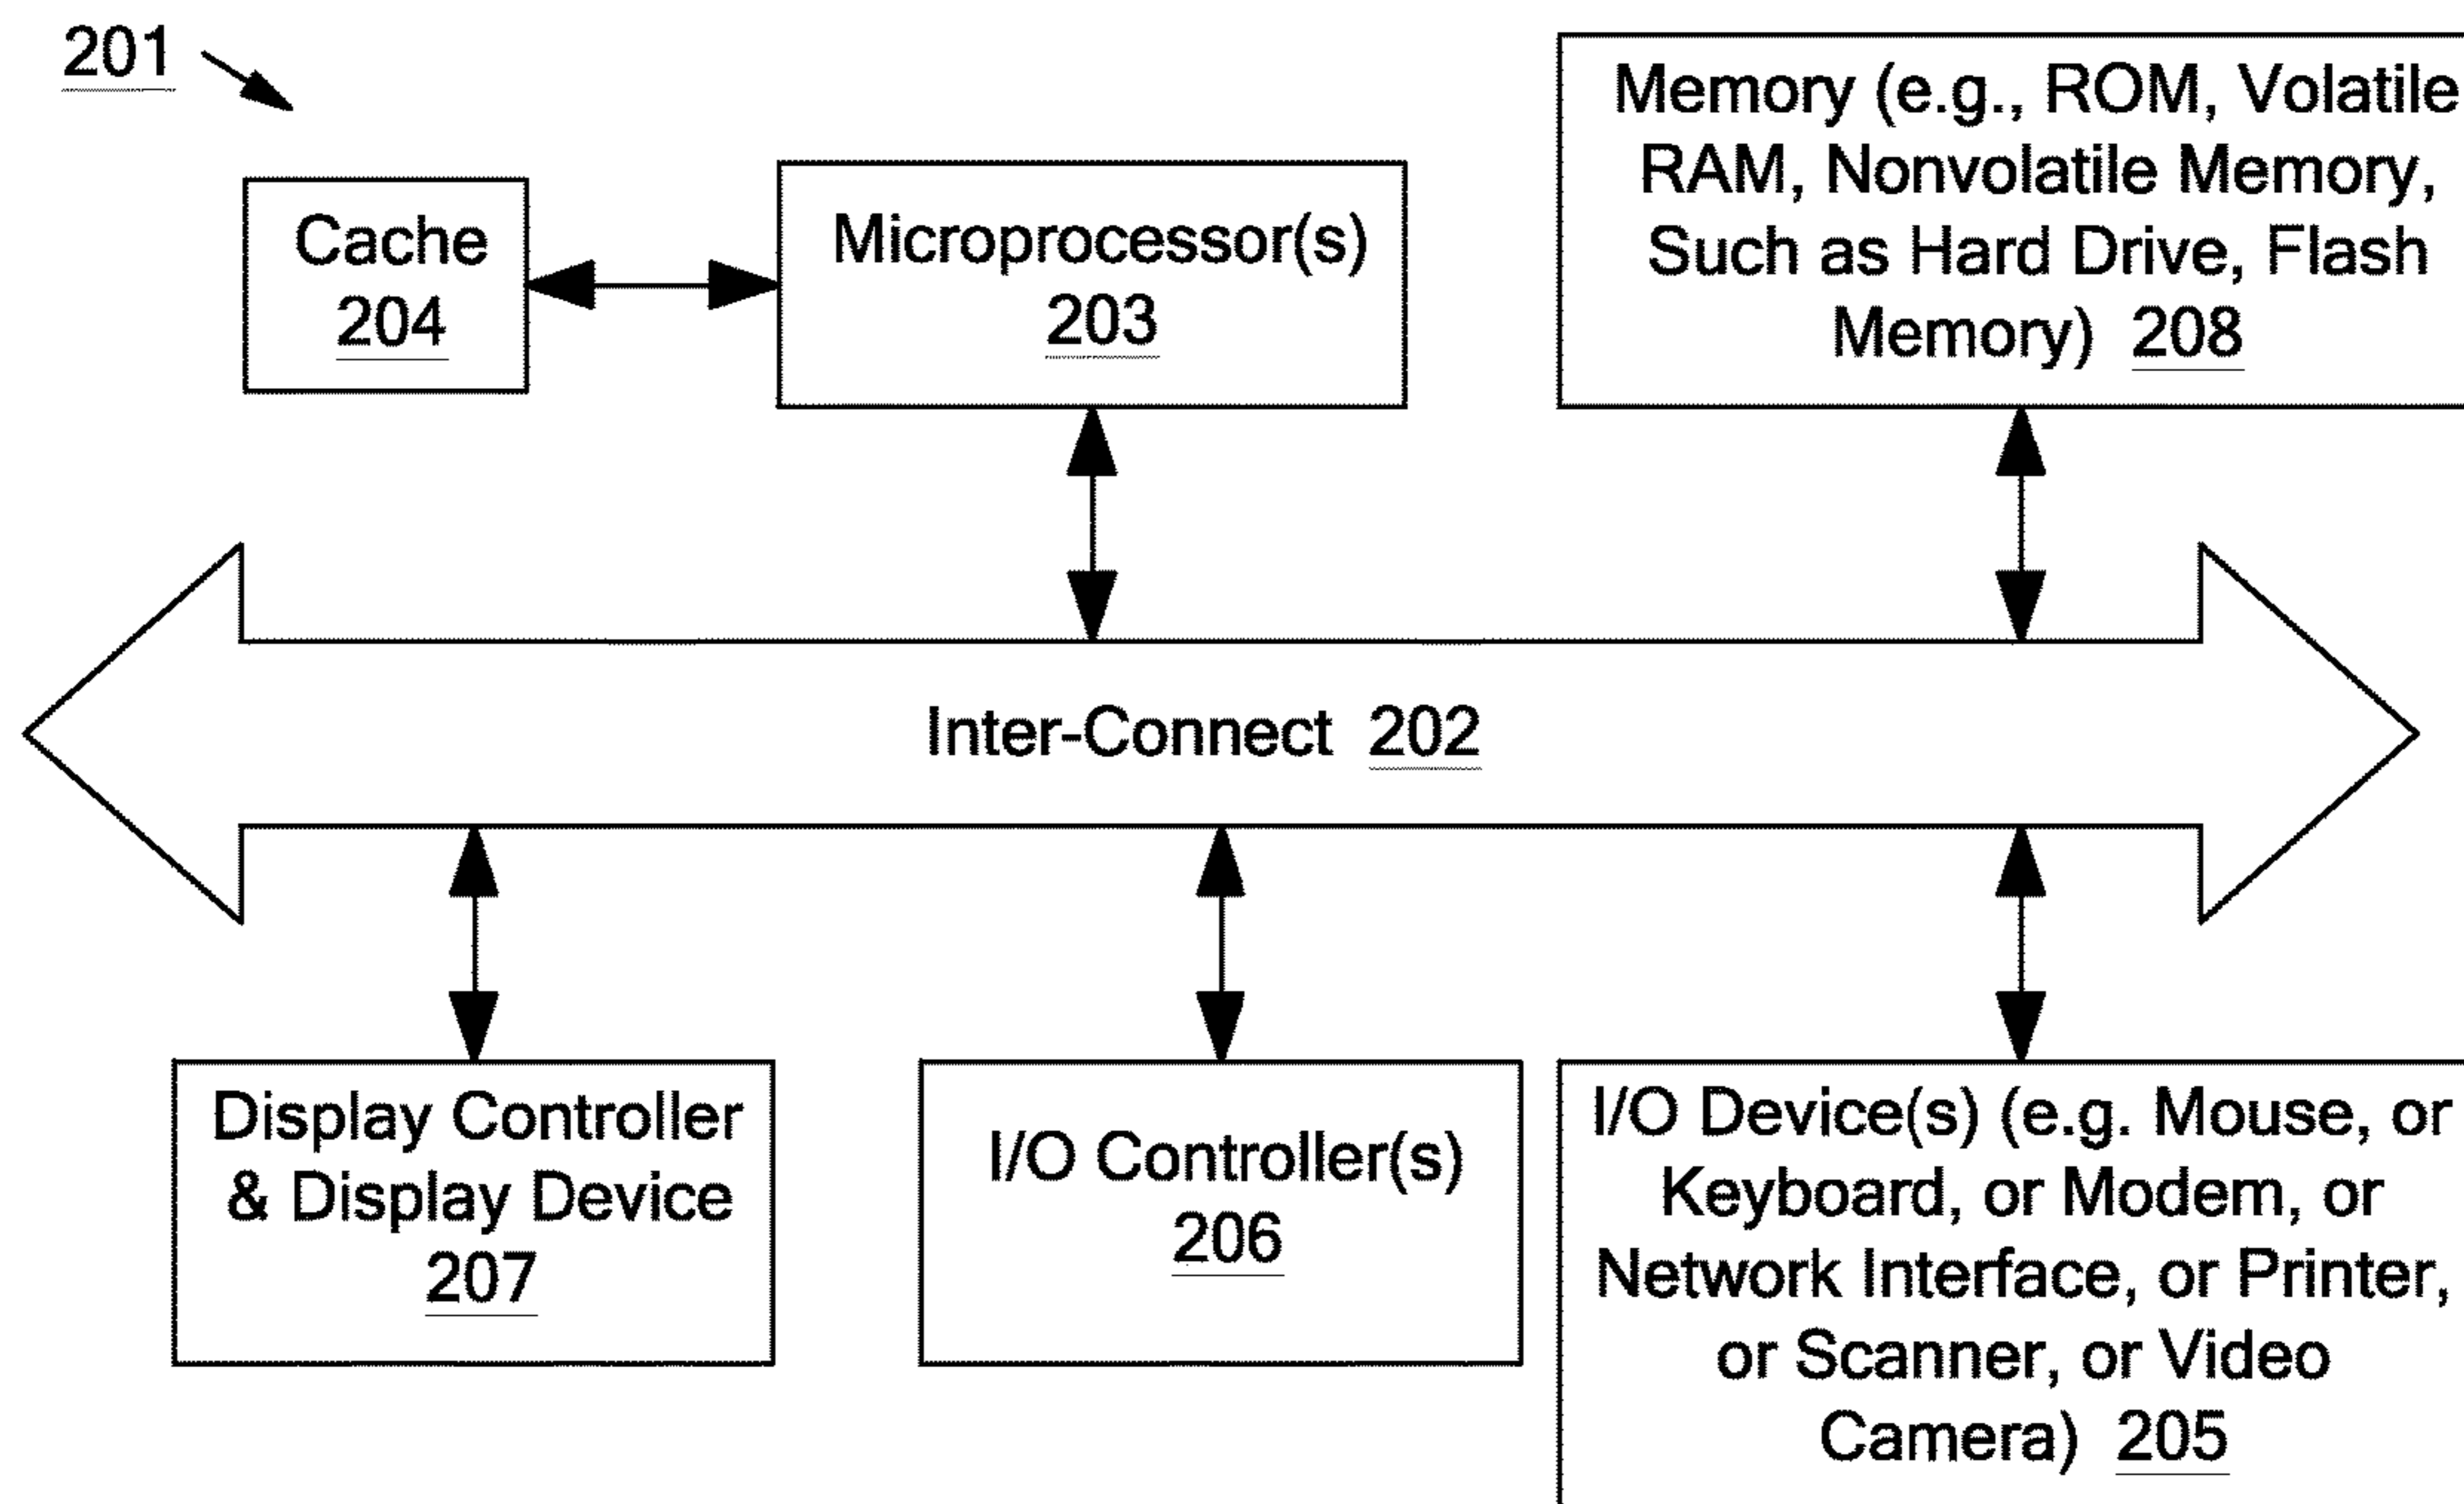 201
Cache
204
Microprocessor(s)
203
Memory (e.g., ROM, Volatile
RAM, Nonvolatile Memory,
Such as Hard Drive, Flash
Memory) 208
Inter-Connect 202
Display Controller
& Display Device
207
I/O Controller(s)
206
I/O Device(s) (e.g. Mouse, or
Keyboard, or Modem, or
Network Interface, or Printer,
or Scanner, or Video
Camera) 205